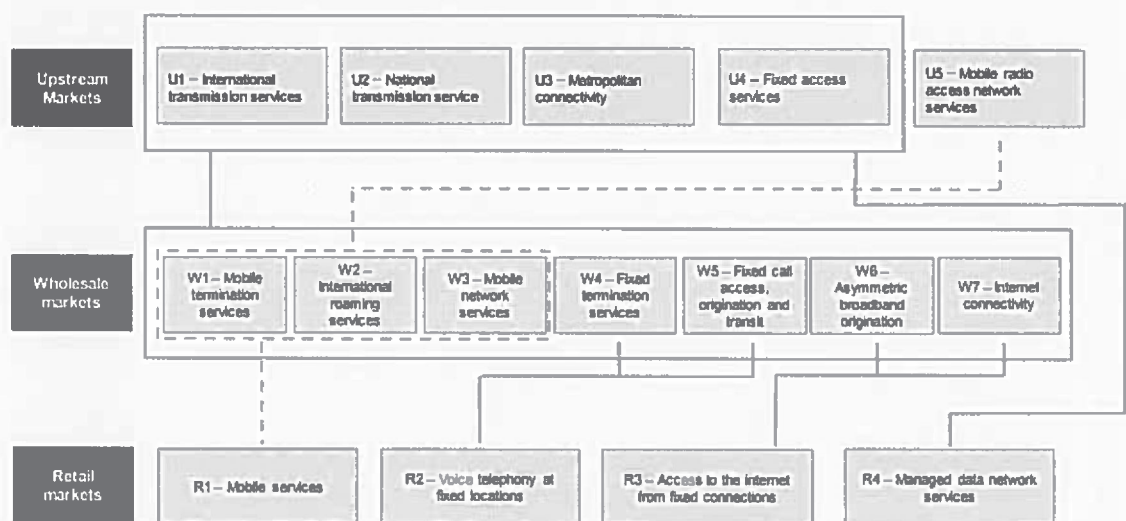 Upstream
Markets
U1 – International
transmission services
U2 – National
transmission service
U3 – Metropolitan
connectivity
U4 – Fixed access
services
U5 – Mobile radio
access network
services
Wholesale
markets
W1 – Mobile
termination
services
W2 –
International
roaming
services
W3 – Mobile
network
services
W4 – Fixed
termination
services
W5 – Fixed call
access,
origination and
transit
W6 –
Asymmetric
broadband
origination
W7 – Internet
connectivity
Retail
markets
R1 – Mobile services
R2 – Voice telephony at
fixed locations
R3 – Access to the internet
from fixed connections
R4 – Managed data network
services